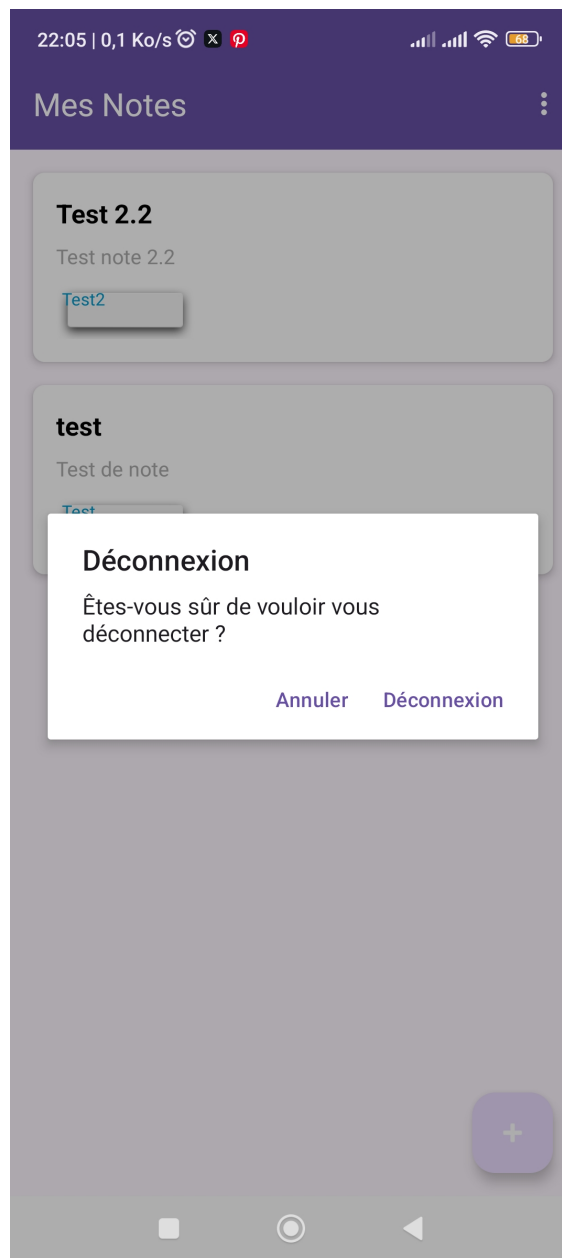 22:05 | 0,1 Ko/s
68
Mes Notes
Test 2.2
Test note 2.2
Test2
test
Test de note
Test
Déconnexion
Êtes-vous sûr de vouloir vous
déconnecter ?
Annuler Déconnexion
+